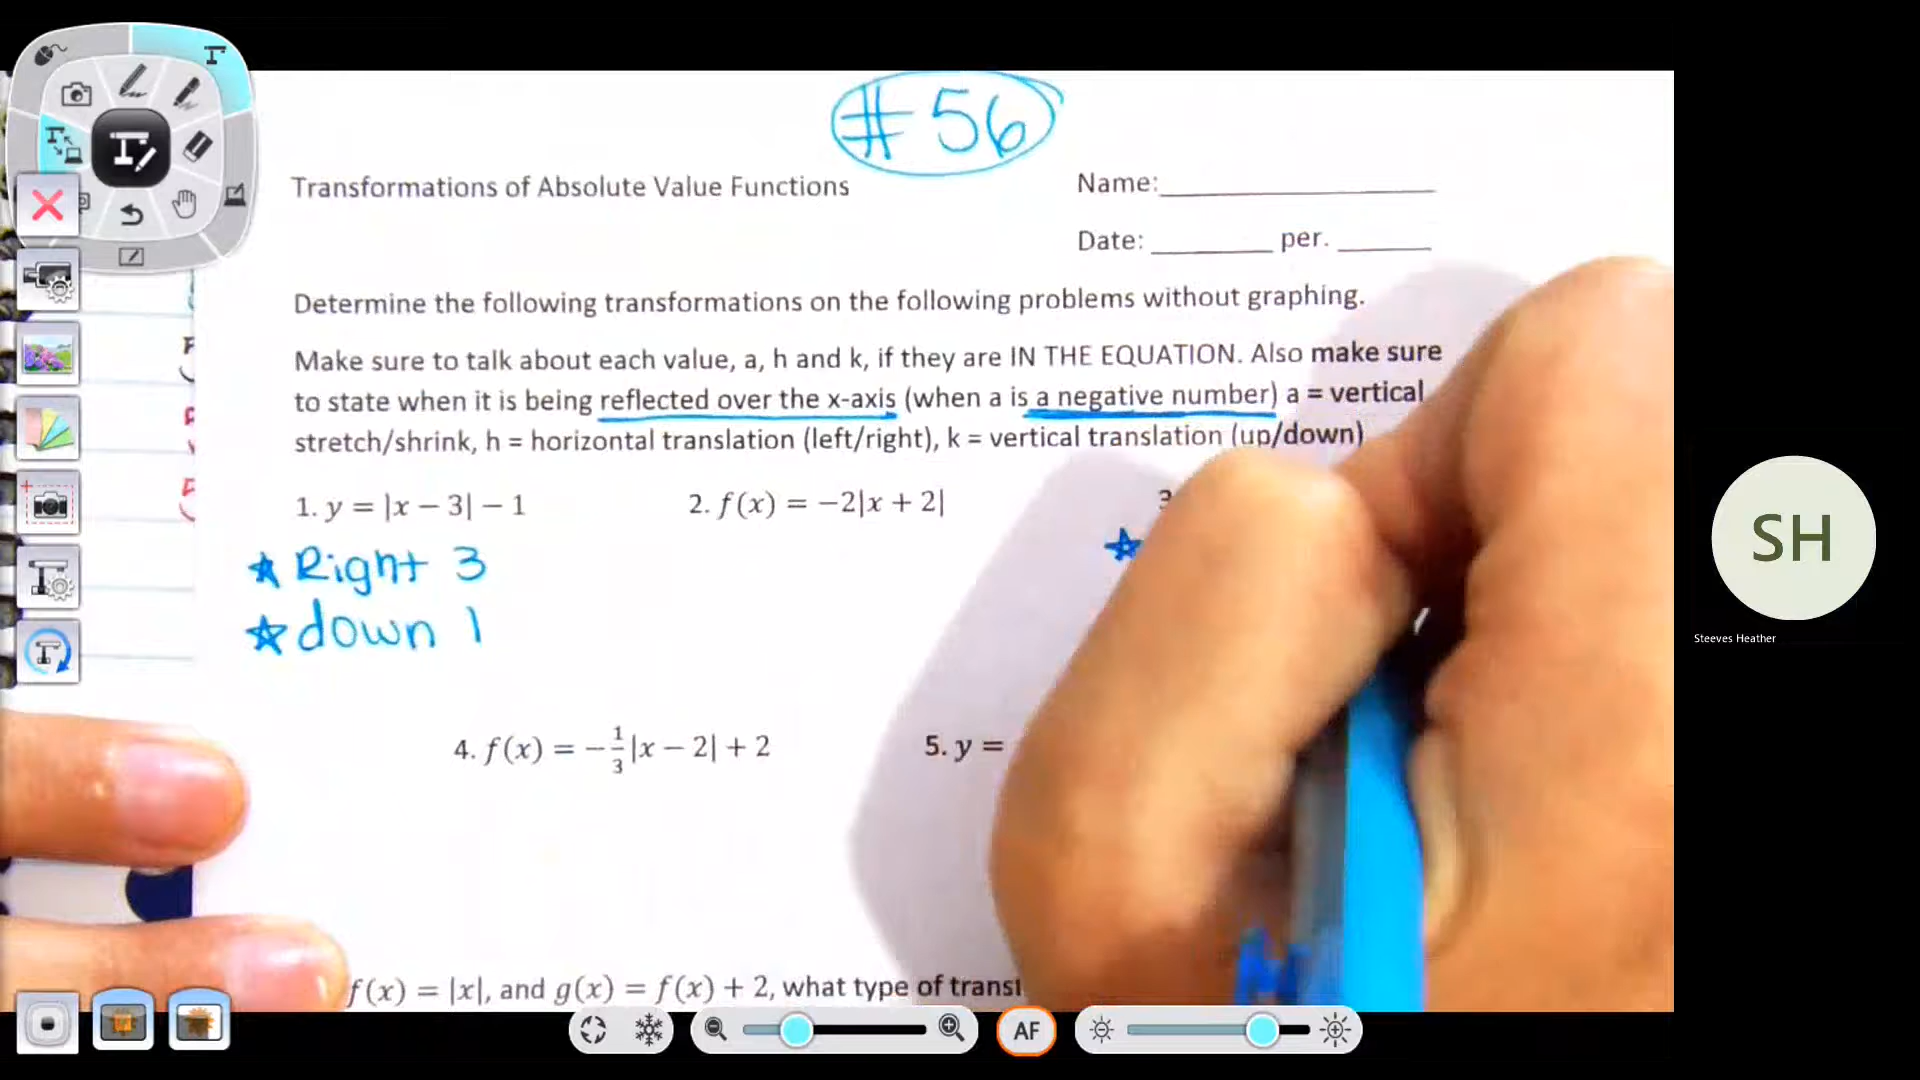 #56
Transformations of Absolute Value Functions
Name:
Date: per.
Determine the following transformations on the following problems without graphing.
Make sure to talk about each value, a, h and k, if they are IN THE EQUATION. Also make sure
to state when it is being reflected over the x-axis (when a is a negative number) a = vertical
stretch/shrink, h = horizontal translation (left/right), k = vertical translation (up/down)
1. y = |x − 3| − 1
2. f(x) = −2|x + 2|
3
Right 3
down 1
4. f(x) = −1/3|x − 2| + 2
5. y =
f(x) = |x|, and g(x) = f(x) + 2, what type of transl
AF
SH
Steeves Heather